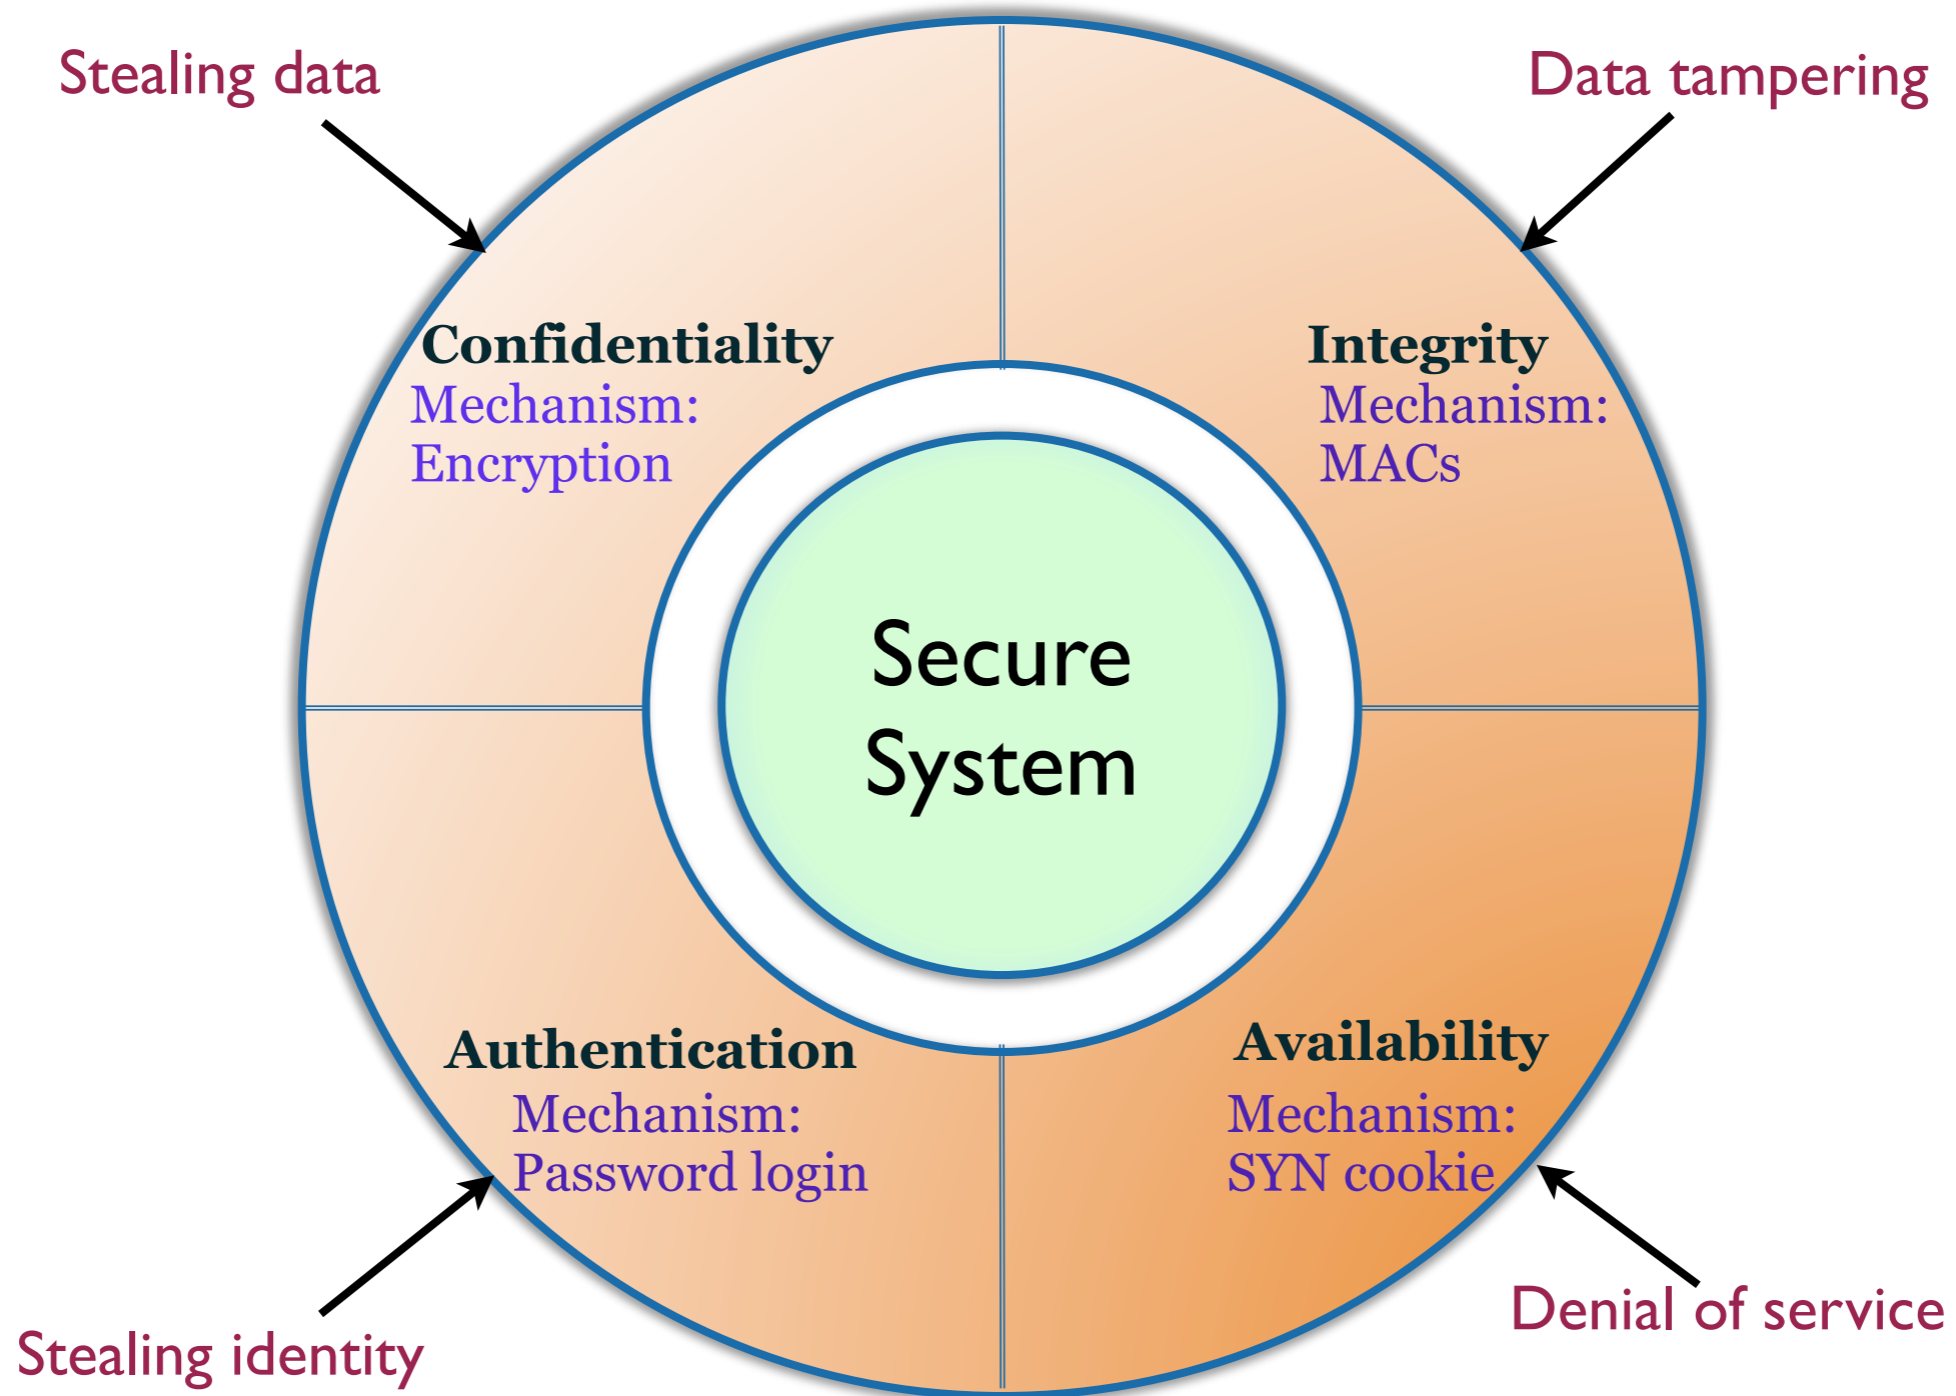 Stealing data
Data tampering
Confidentiality
Mechanism:
Encryption
Integrity
Mechanism:
MACs
Secure
System
Authentication
Mechanism:
Password login
Availability
Mechanism:
SYN cookie
Stealing identity
Denial of service